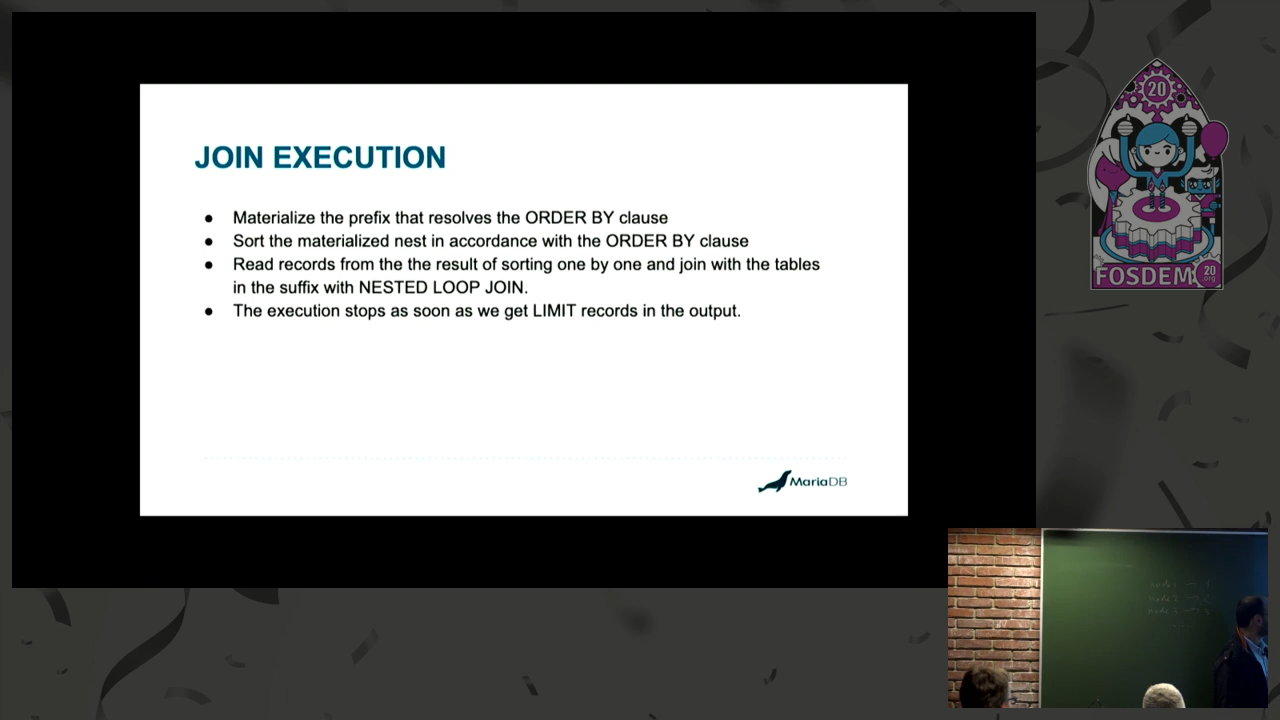 JOIN EXECUTION
● Materialize the prefix that resolves the ORDER BY clause
● Sort the materialized nest in accordance with the ORDER BY clause
● Read records from the the result of sorting one by one and join with the tables
in the suffix with NESTED LOOP JOIN.
● The execution stops as soon as we get LIMIT records in the output.
MariaDB
20
FOSDEM
20
.org